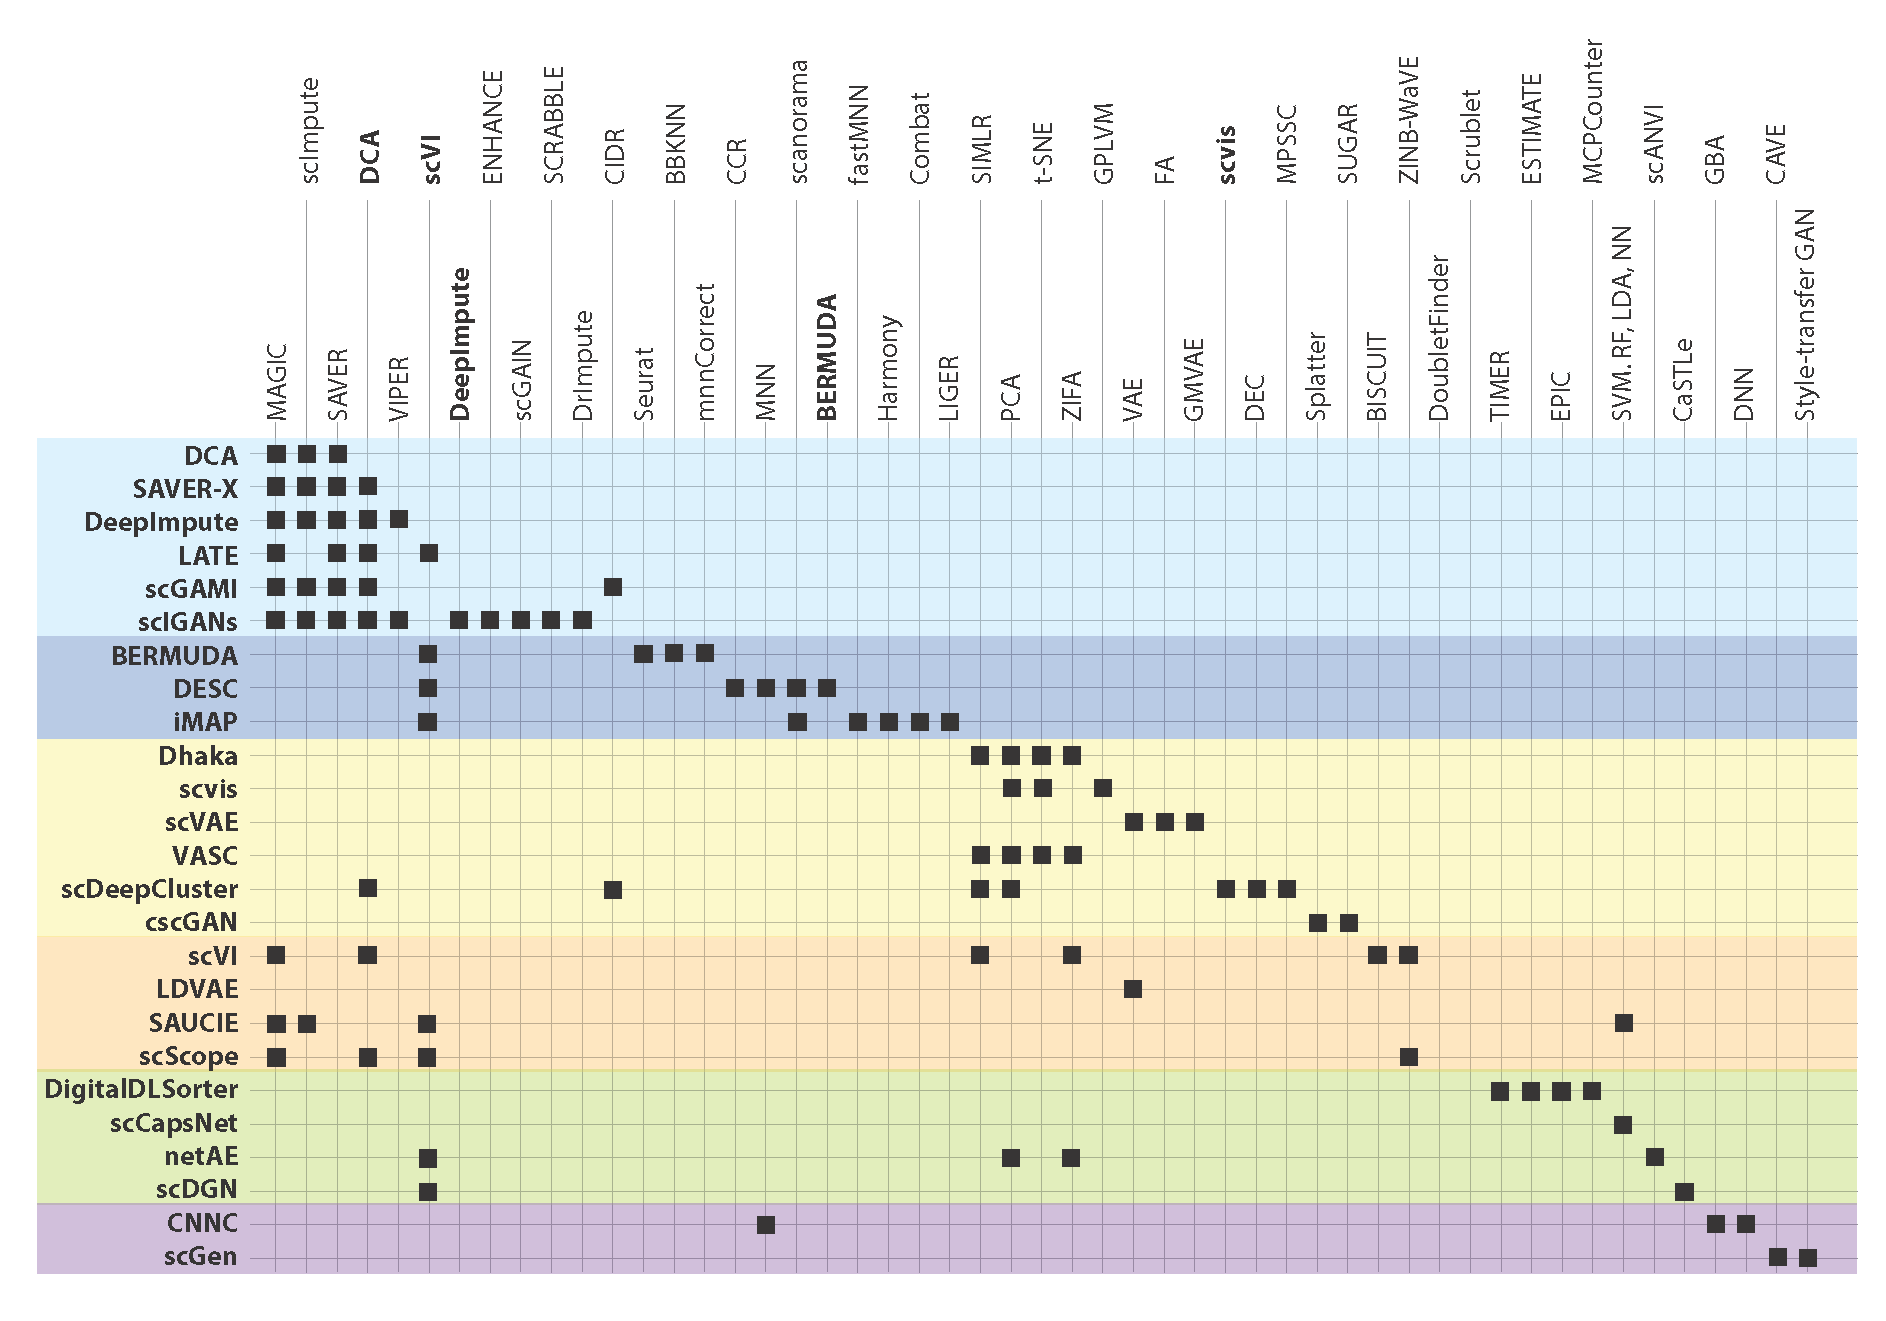 scImpute
DCA
scVI
ENHANCE
SCRABBLE
CIDR
BBKNN
CCR
scanorama
fastMNN
Combat
SIMLR
t-SNE
GPLVM
FA
scvis
MPSSC
SUGAR
ZINB-WaVE
Scrublet
ESTIMATE
MCPCounter
scANVI
GBA
CAVE
MAGIC
SAVER
VIPER
DeepImpute
scGAIN
DrImpute
Seurat
mnnCorrect
MNN
BERMUDA
Harmony
LIGER
PCA
ZIFA
VAE
GMVAE
DEC
Splatter
BISCUIT
DoubletFinder
TIMER
EPIC
SVM. RF, LDA, NN
CaSTLe
DNN
Style-transfer GAN
DCA
SAVER-X
DeepImpute
LATE
scGAMI
scIGANs
BERMUDA
DESC
iMAP
Dhaka
scvis
scVAE
VASC
scDeepCluster
cscGAN
scVI
LDVAE
SAUCIE
scScope
DigitalDLSorter
scCapsNet
netAE
scDGN
CNNC
scGen